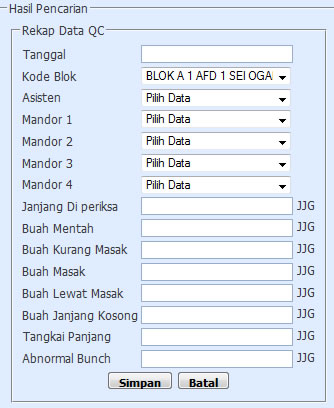 Hasil Pencarian
Rekap Data QC
Tanggal
Kode Blok BLOK A 1 AFD 1 SEI OGAI
Asisten Pilih Data
Mandor 1 Pilih Data
Mandor 2 Pilih Data
Mandor 3 Pilih Data
Mandor 4 Pilih Data
Janjang Di periksa JJG
Buah Mentah JJG
Buah Kurang Masak JJG
Buah Masak JJG
Buah Lewat Masak JJG
Buah Janjang Kosong JJG
Tangkai Panjang JJG
Abnormal Bunch JJG
Simpan Batal